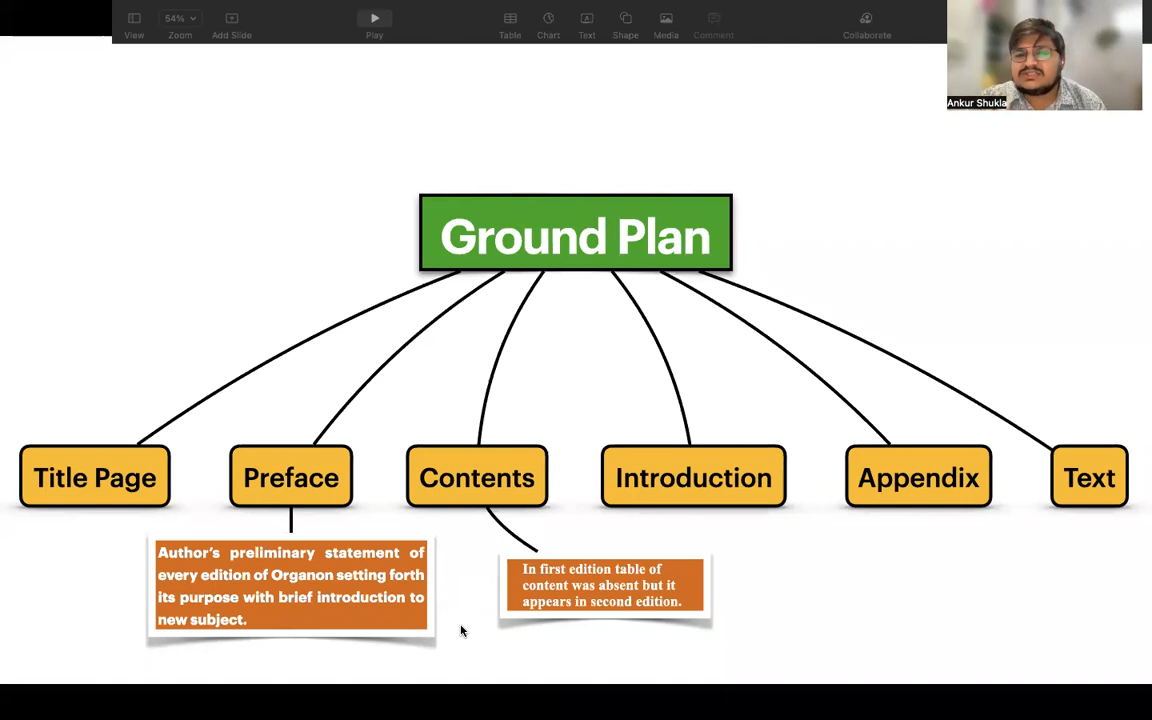 54%
View
Zoom
Add Slide
Play
Table
Chart
Text
Shape
Media
Comment
Collaborate
Ankur Shukla
Ground Plan
Title Page
Preface
Contents
Introduction
Appendix
Text
Author's preliminary statement of
every edition of Organon setting forth
its purpose with brief introduction to
new subject.
In first edition table of
content was absent but it
appears in second edition.